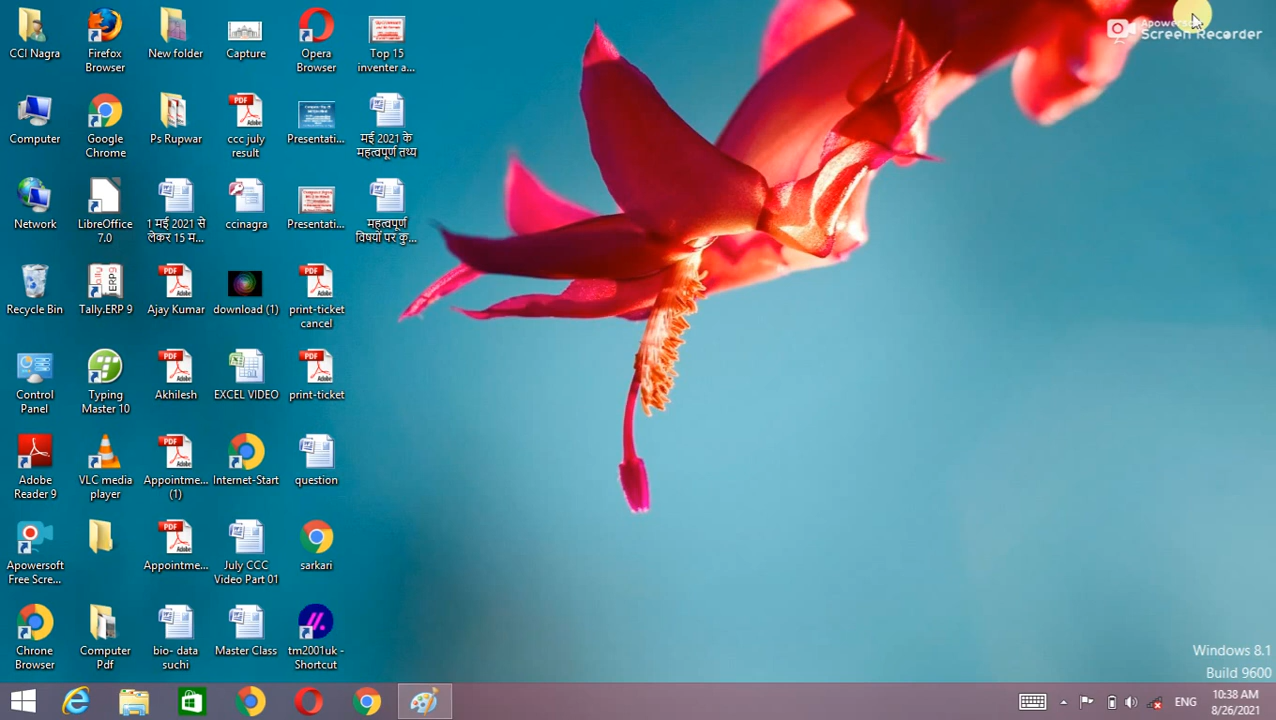 CCI Nagra
Firefox
Browser
New folder
Capture
Opera
Browser
Top 15
inventer a...
Apowersoft
Screen Recorder
Computer
Google
Chrome
Ps Rupwar
ccc july
result
Presentati...
मई 2021 के
महत्वपूर्ण तथ्य
Network
LibreOffice
7.0
1 मई 2021 से
लेकर 15 म...
ccinagra
Presentati...
महत्वपूर्ण
विषयों पर कु...
Recycle Bin
Tally.ERP 9
Ajay Kumar
download (1)
print-ticket
cancel
Control
Panel
Typing
Master 10
Akhilesh
EXCEL VIDEO
print-ticket
Adobe
Reader 9
VLC media
player
Appointme...
(1)
Internet-Start
question
Apowersoft
Free Scre...
Appointme...
July CCC
Video Part 01
sarkari
Chrone
Browser
Computer
Pdf
bio- data
suchi
Master Class
tm2001uk -
Shortcut
Windows 8.1
Build 9600
ENG
10:38 AM
8/26/2021